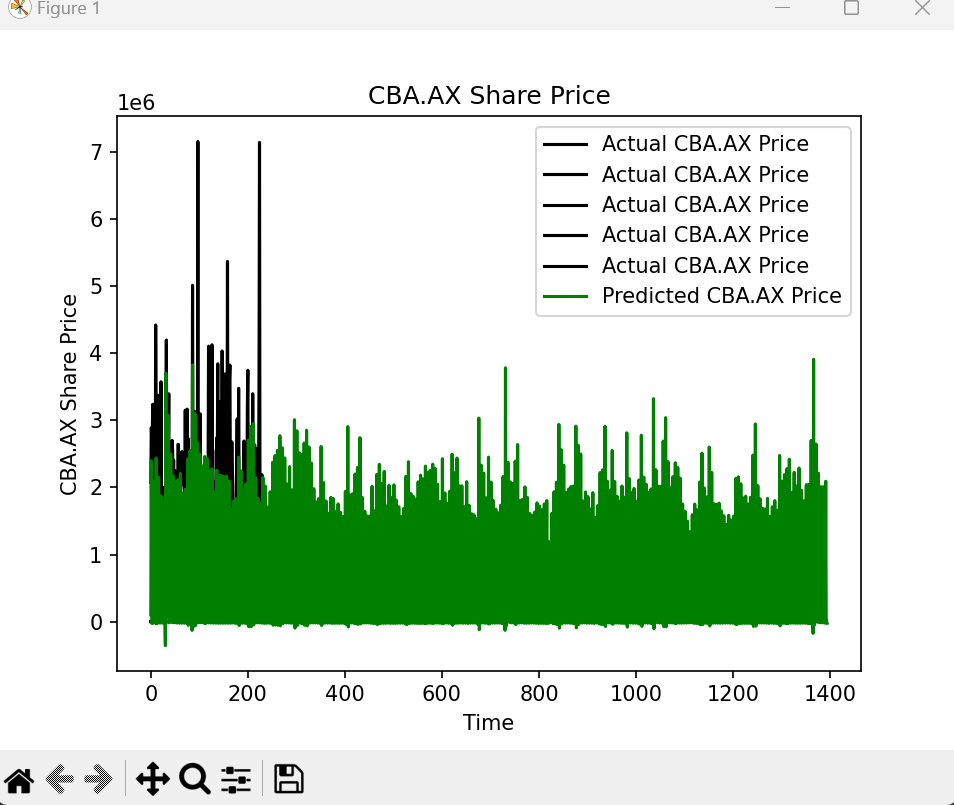 Figure 1
CBA.AX Share Price
1e6
Actual CBA.AX Price
Actual CBA.AX Price
Actual CBA.AX Price
Actual CBA.AX Price
Actual CBA.AX Price
Predicted CBA.AX Price
7
6
5
4
3
2
1
0
CBA.AX Share Price
0 200 400 600 800 1000 1200 1400
Time